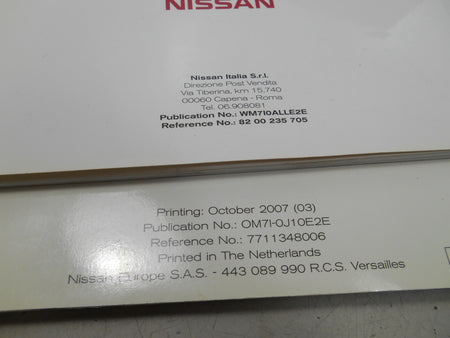 NISSAN
Nissan Italia S.r.l.
Direzione Post Vendita
Via Tiberina, km 15,740
00060 Capena - Roma
Tel. 06.908081
Publication No.: WM7I0ALLE2E
Reference No.: 82 00 235 705
Printing: October 2007 (03)
Publication No.: OM7I-0J10E2E
Reference No.: 7711348006
Printed in The Netherlands
Nissan Europe S.A.S. - 443 089 990 R.C.S. Versailles